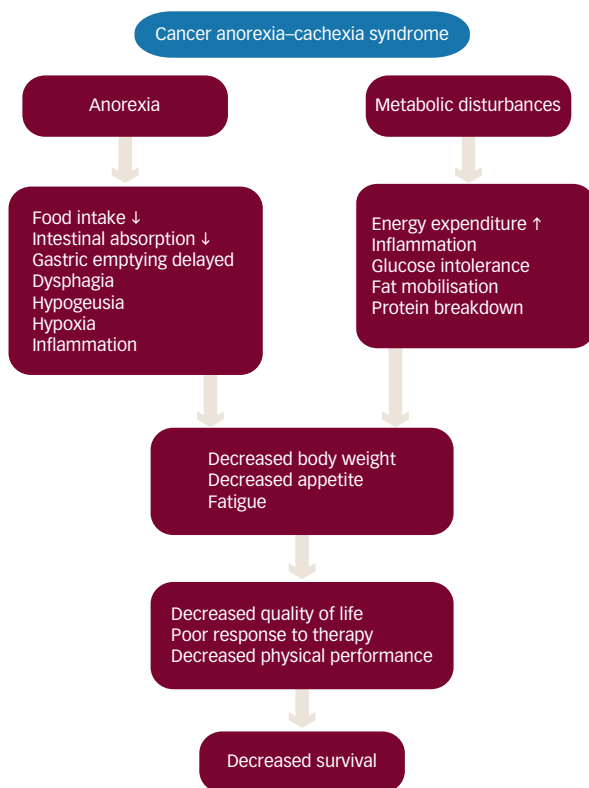 Cancer anorexia–cachexia syndrome
Anorexia
Metabolic disturbances
Food intake ↓
Intestinal absorption ↓
Gastric emptying delayed
Dysphagia
Hypogeusia
Hypoxia
Inflammation
Energy expenditure ↑
Inflammation
Glucose intolerance
Fat mobilisation
Protein breakdown
Decreased body weight
Decreased appetite
Fatigue
Decreased quality of life
Poor response to therapy
Decreased physical performance
Decreased survival